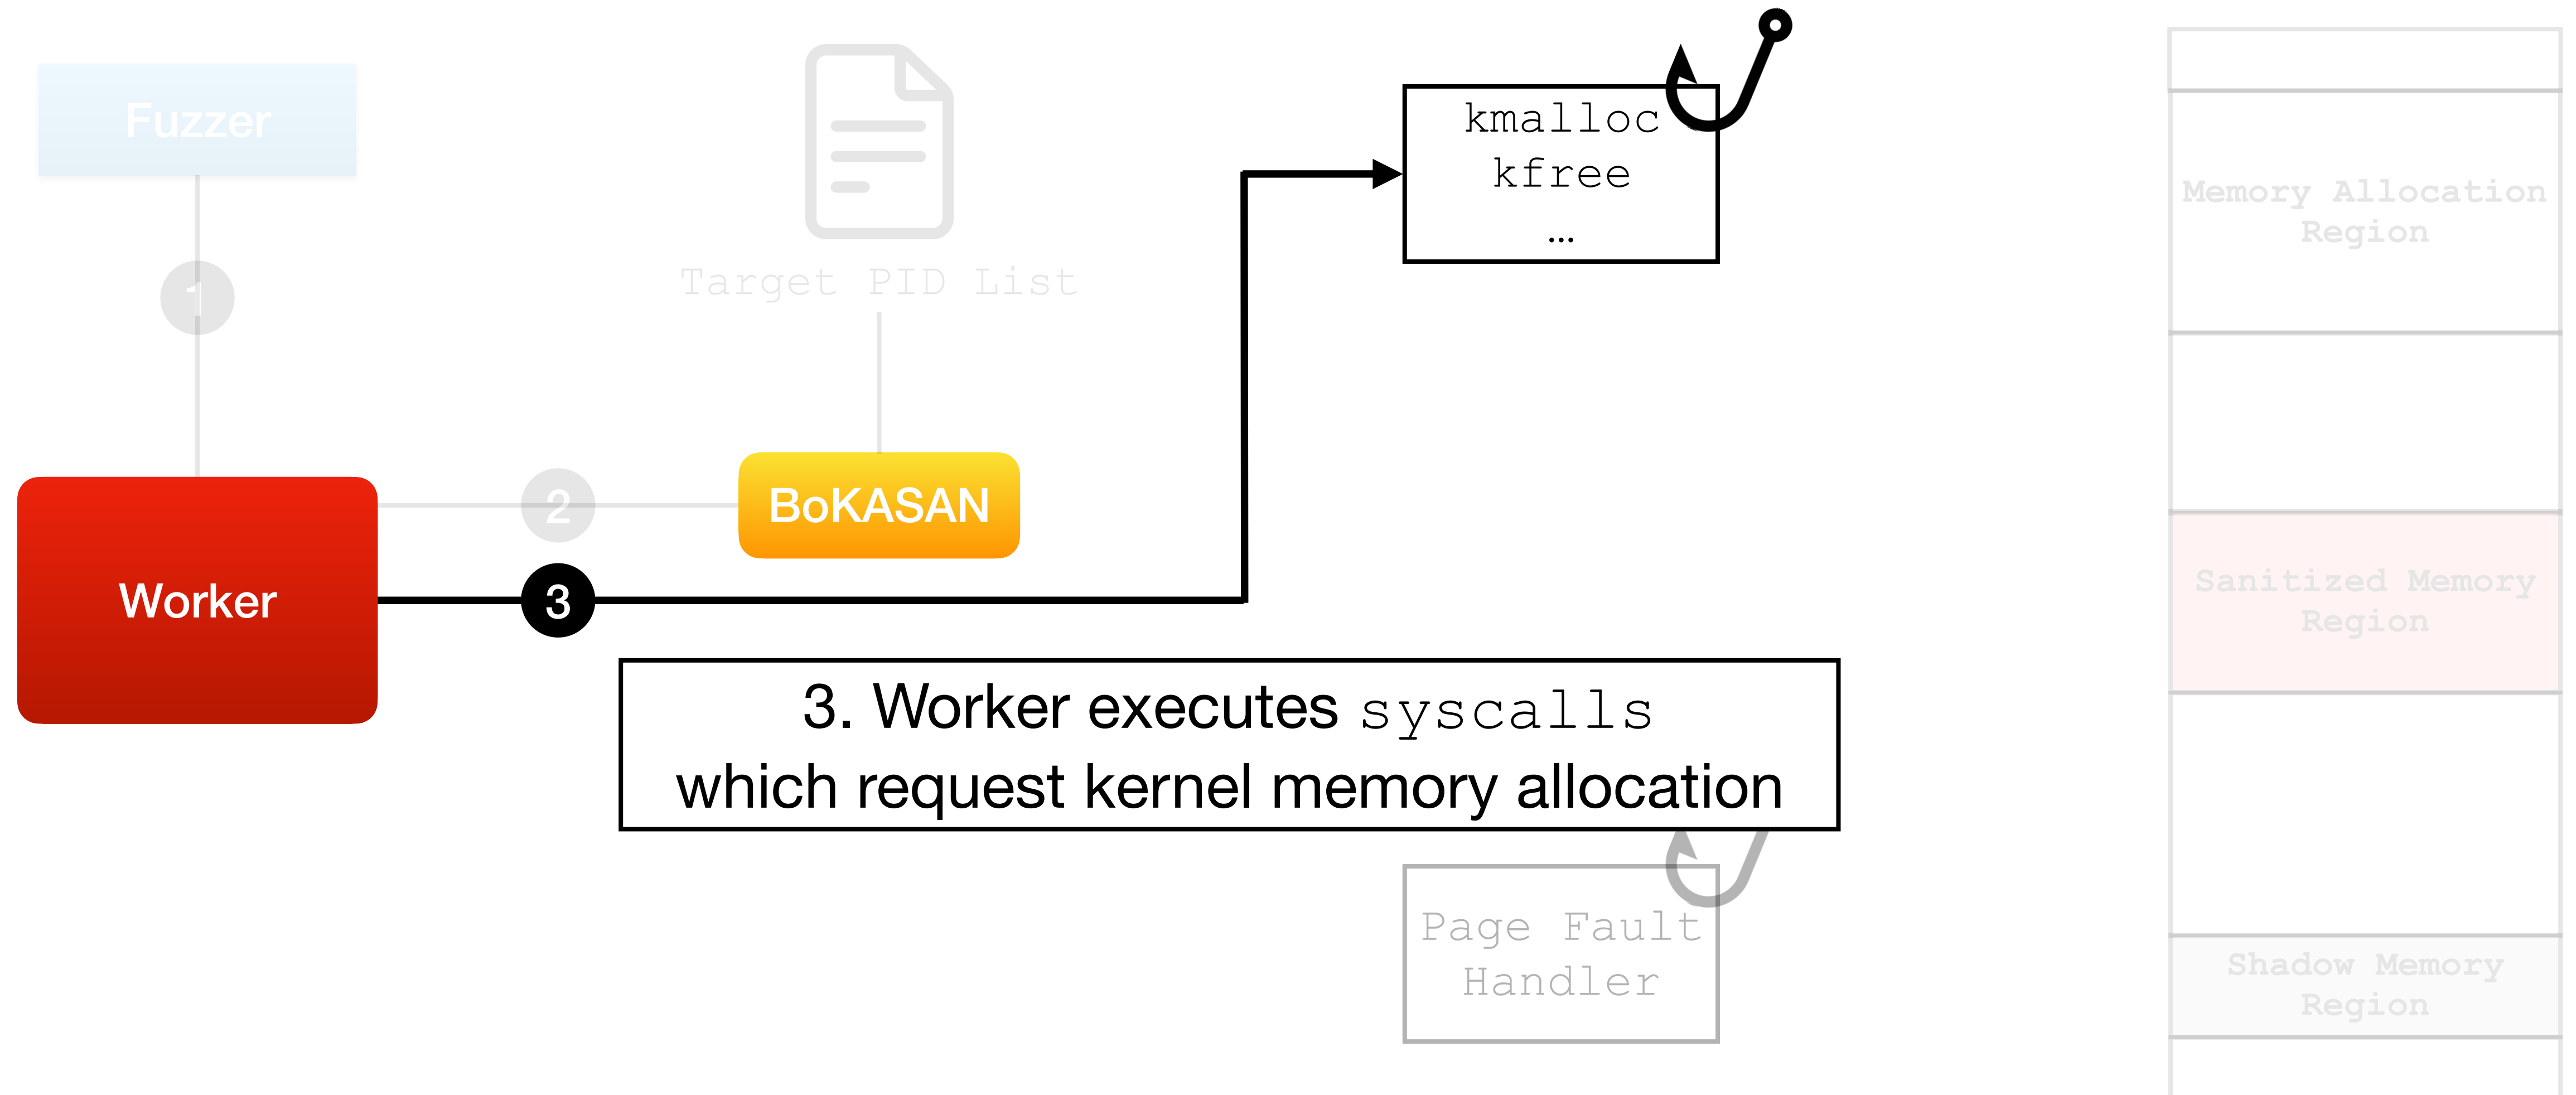 Fuzzer
1
Target PID List
kmalloc
kfree
…
Memory Allocation
Region
2
BoKASAN
Worker
3
Sanitized Memory
Region
3. Worker executes syscalls
which request kernel memory allocation
Page Fault
Handler
Shadow Memory
Region